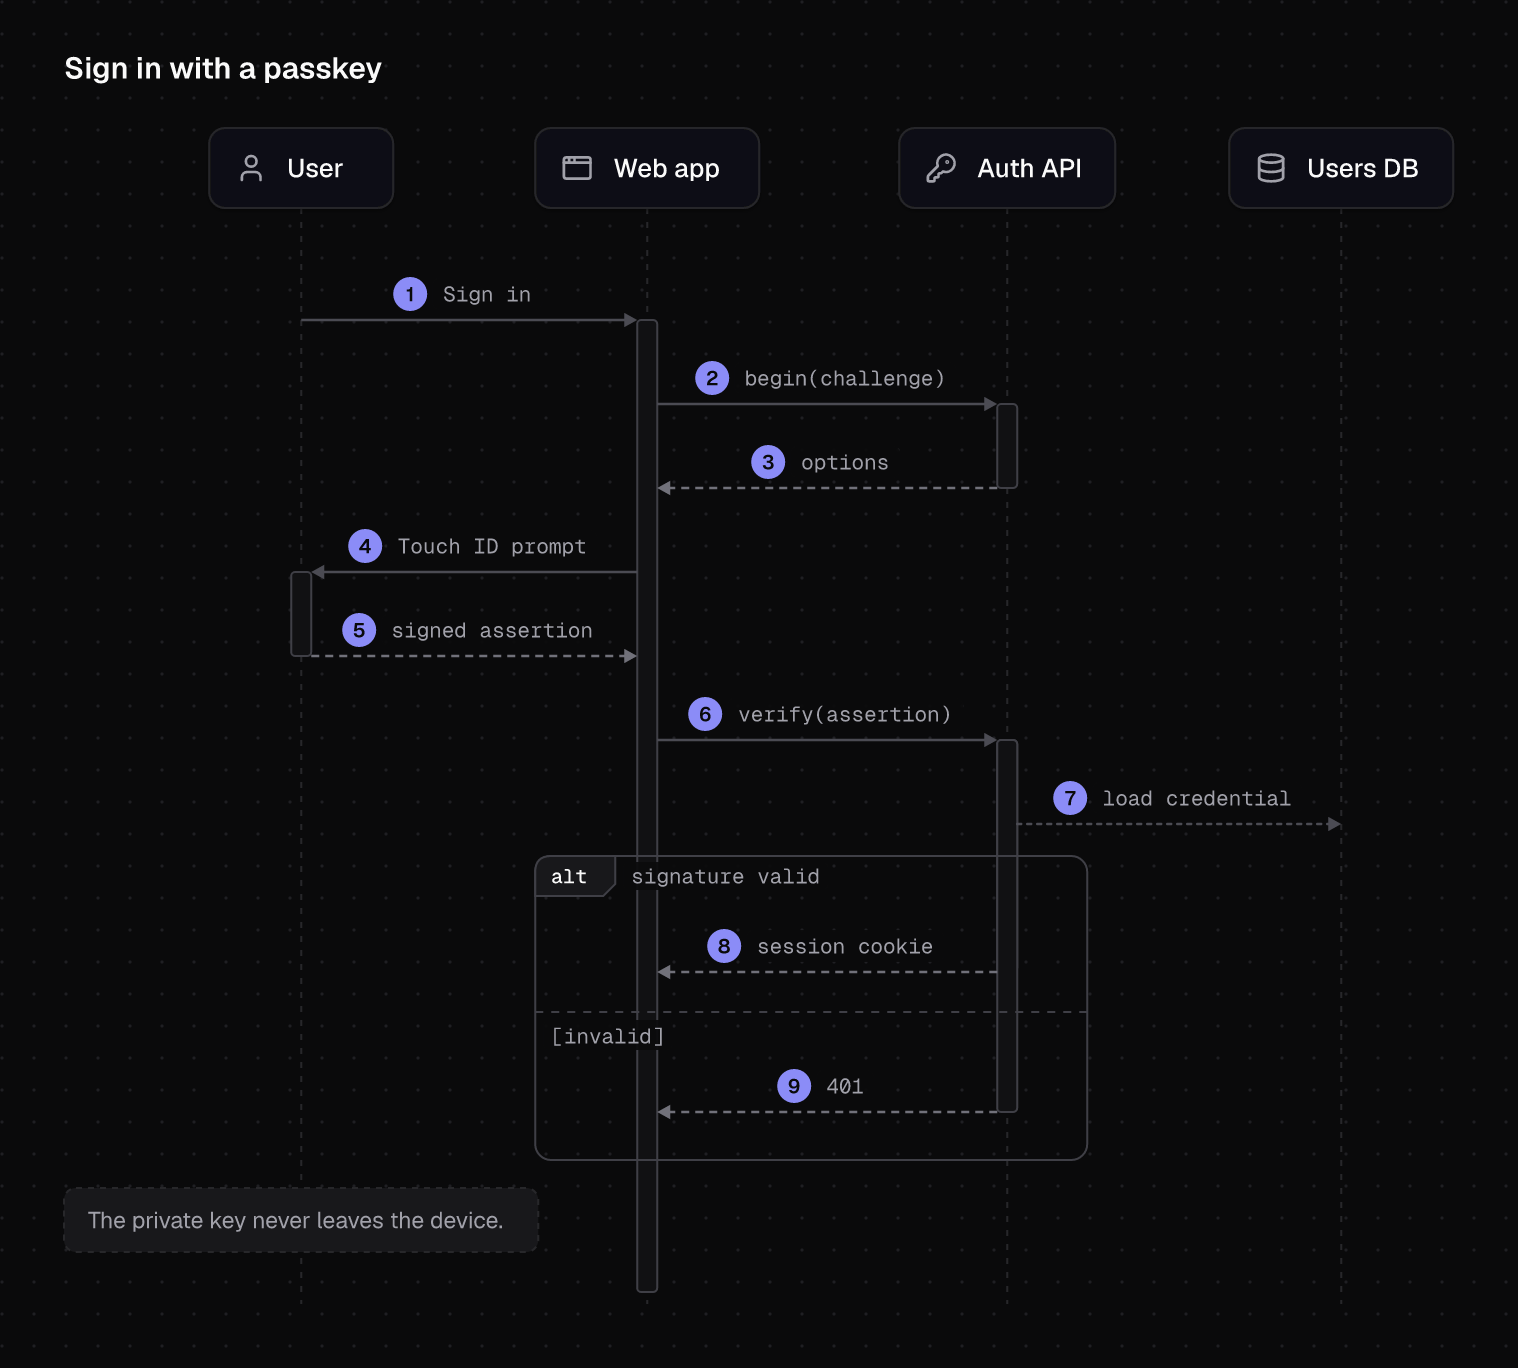 Sign in with a passkey
User
Web app
Auth API
Users DB
1 Sign in
2 begin(challenge)
3 options
4 Touch ID prompt
5 signed assertion
6 verify(assertion)
7 load credential
alt signature valid
8 session cookie
[invalid]
9 401
The private key never leaves the device.